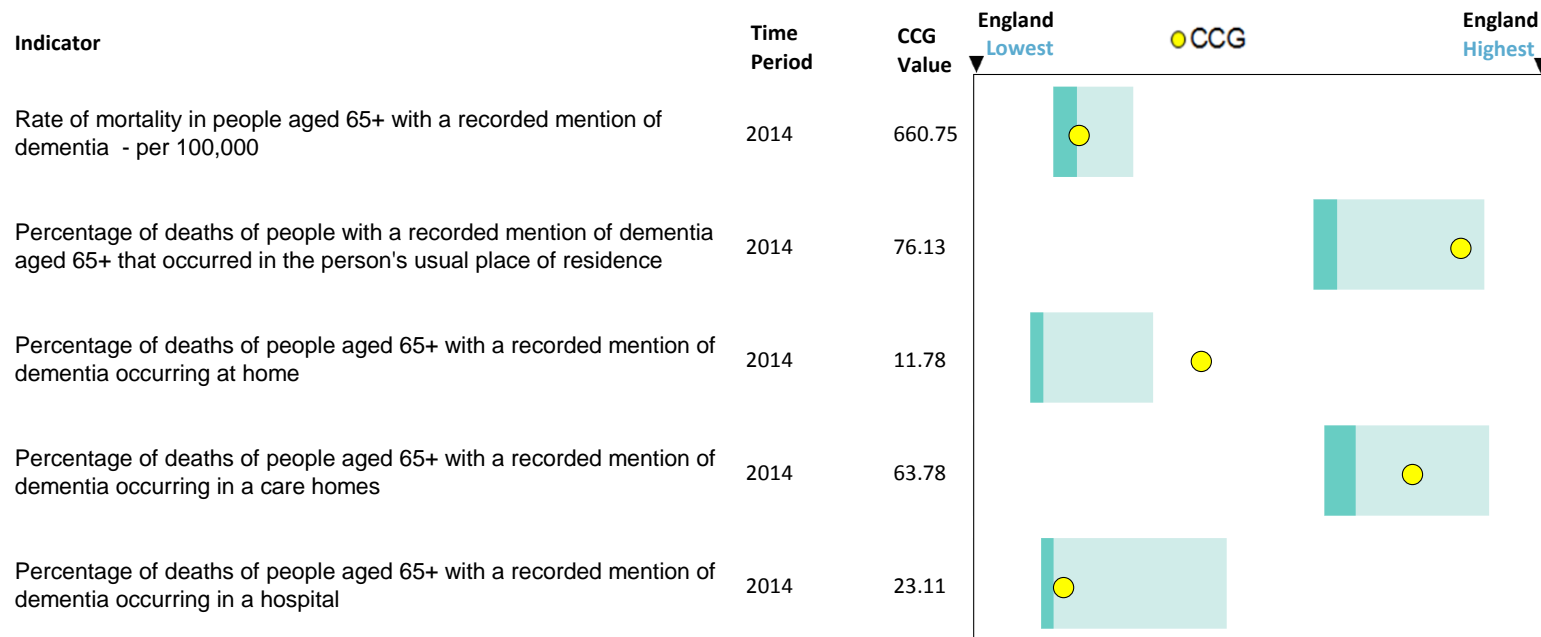 Indicator
Time
Period
CCG
Value
England
Lowest
CCG
England
Highest
Rate of mortality in people aged 65+ with a recorded mention of
dementia - per 100,000
2014
660.75
Percentage of deaths of people with a recorded mention of dementia
aged 65+ that occurred in the person's usual place of residence
2014
76.13
Percentage of deaths of people aged 65+ with a recorded mention of
dementia occurring at home
2014
11.78
Percentage of deaths of people aged 65+ with a recorded mention of
dementia occurring in a care homes
2014
63.78
Percentage of deaths of people aged 65+ with a recorded mention of
dementia occurring in a hospital
2014
23.11